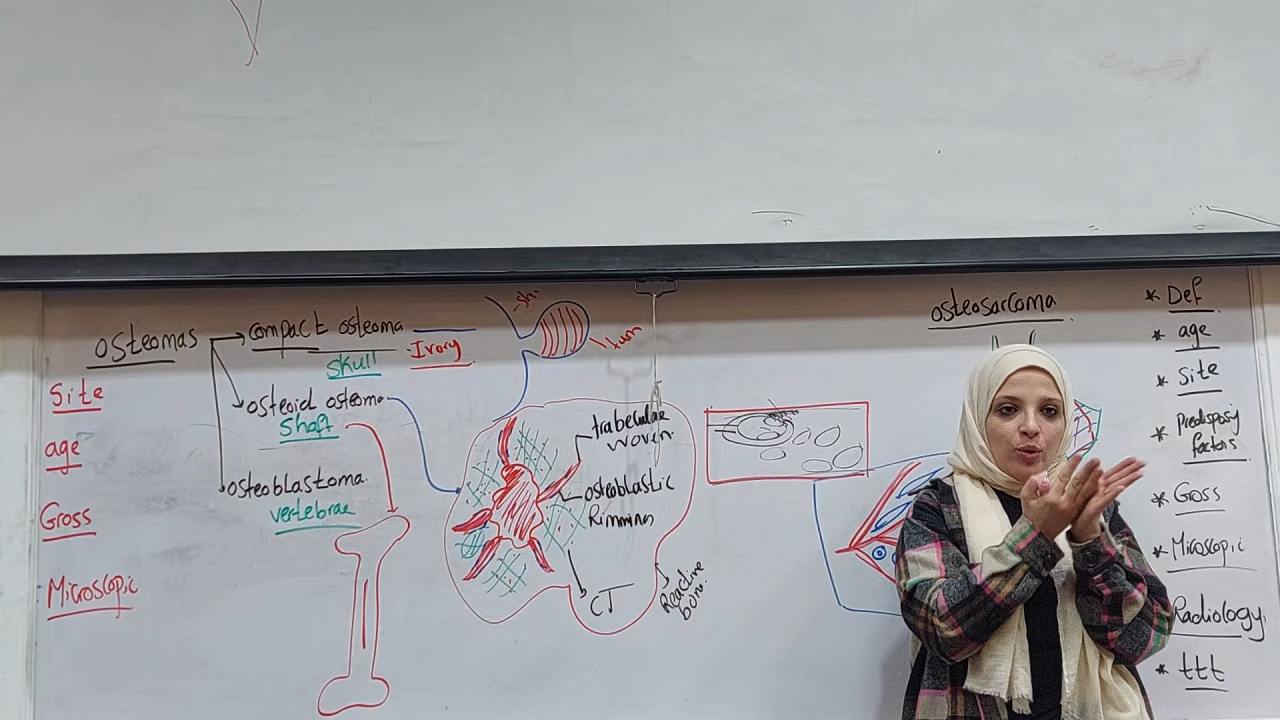 osteomas
compact osteoma
skull
Ivory
osteoid osteoma
shaft
osteoblastoma
vertebrae
Site
age
Gross
Microscopic
trabeculae
woven
osteoblastic
Rimming
CT
Reactive
bone
osteosarcoma
* Def
* age
* Site
* Predisposing
factors
* Gross
* Microscopic
Radiology
* ttt